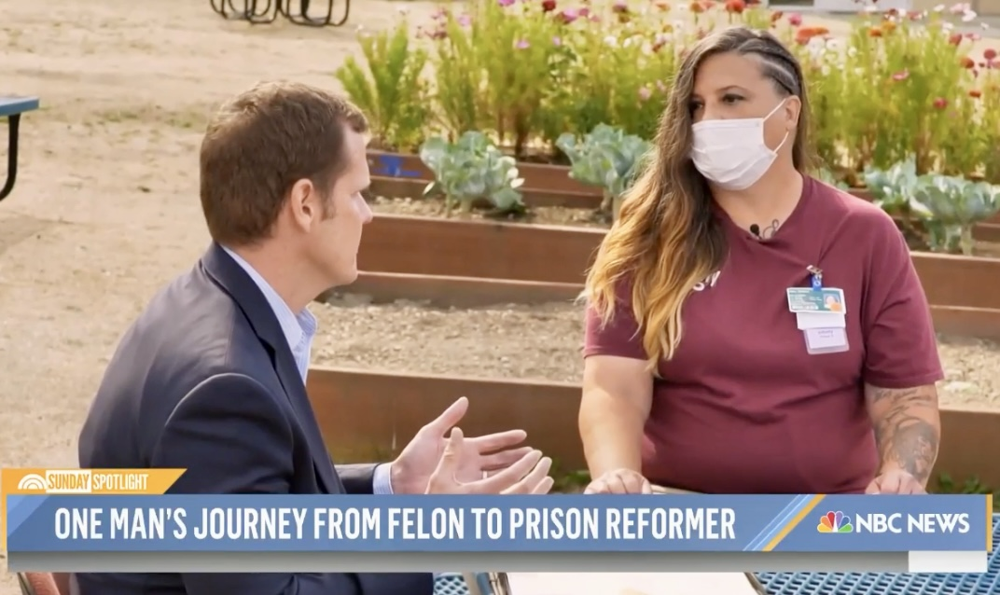 SUNDAY SPOTLIGHT
ONE MAN'S JOURNEY FROM FELON TO PRISON REFORMER
NBC NEWS